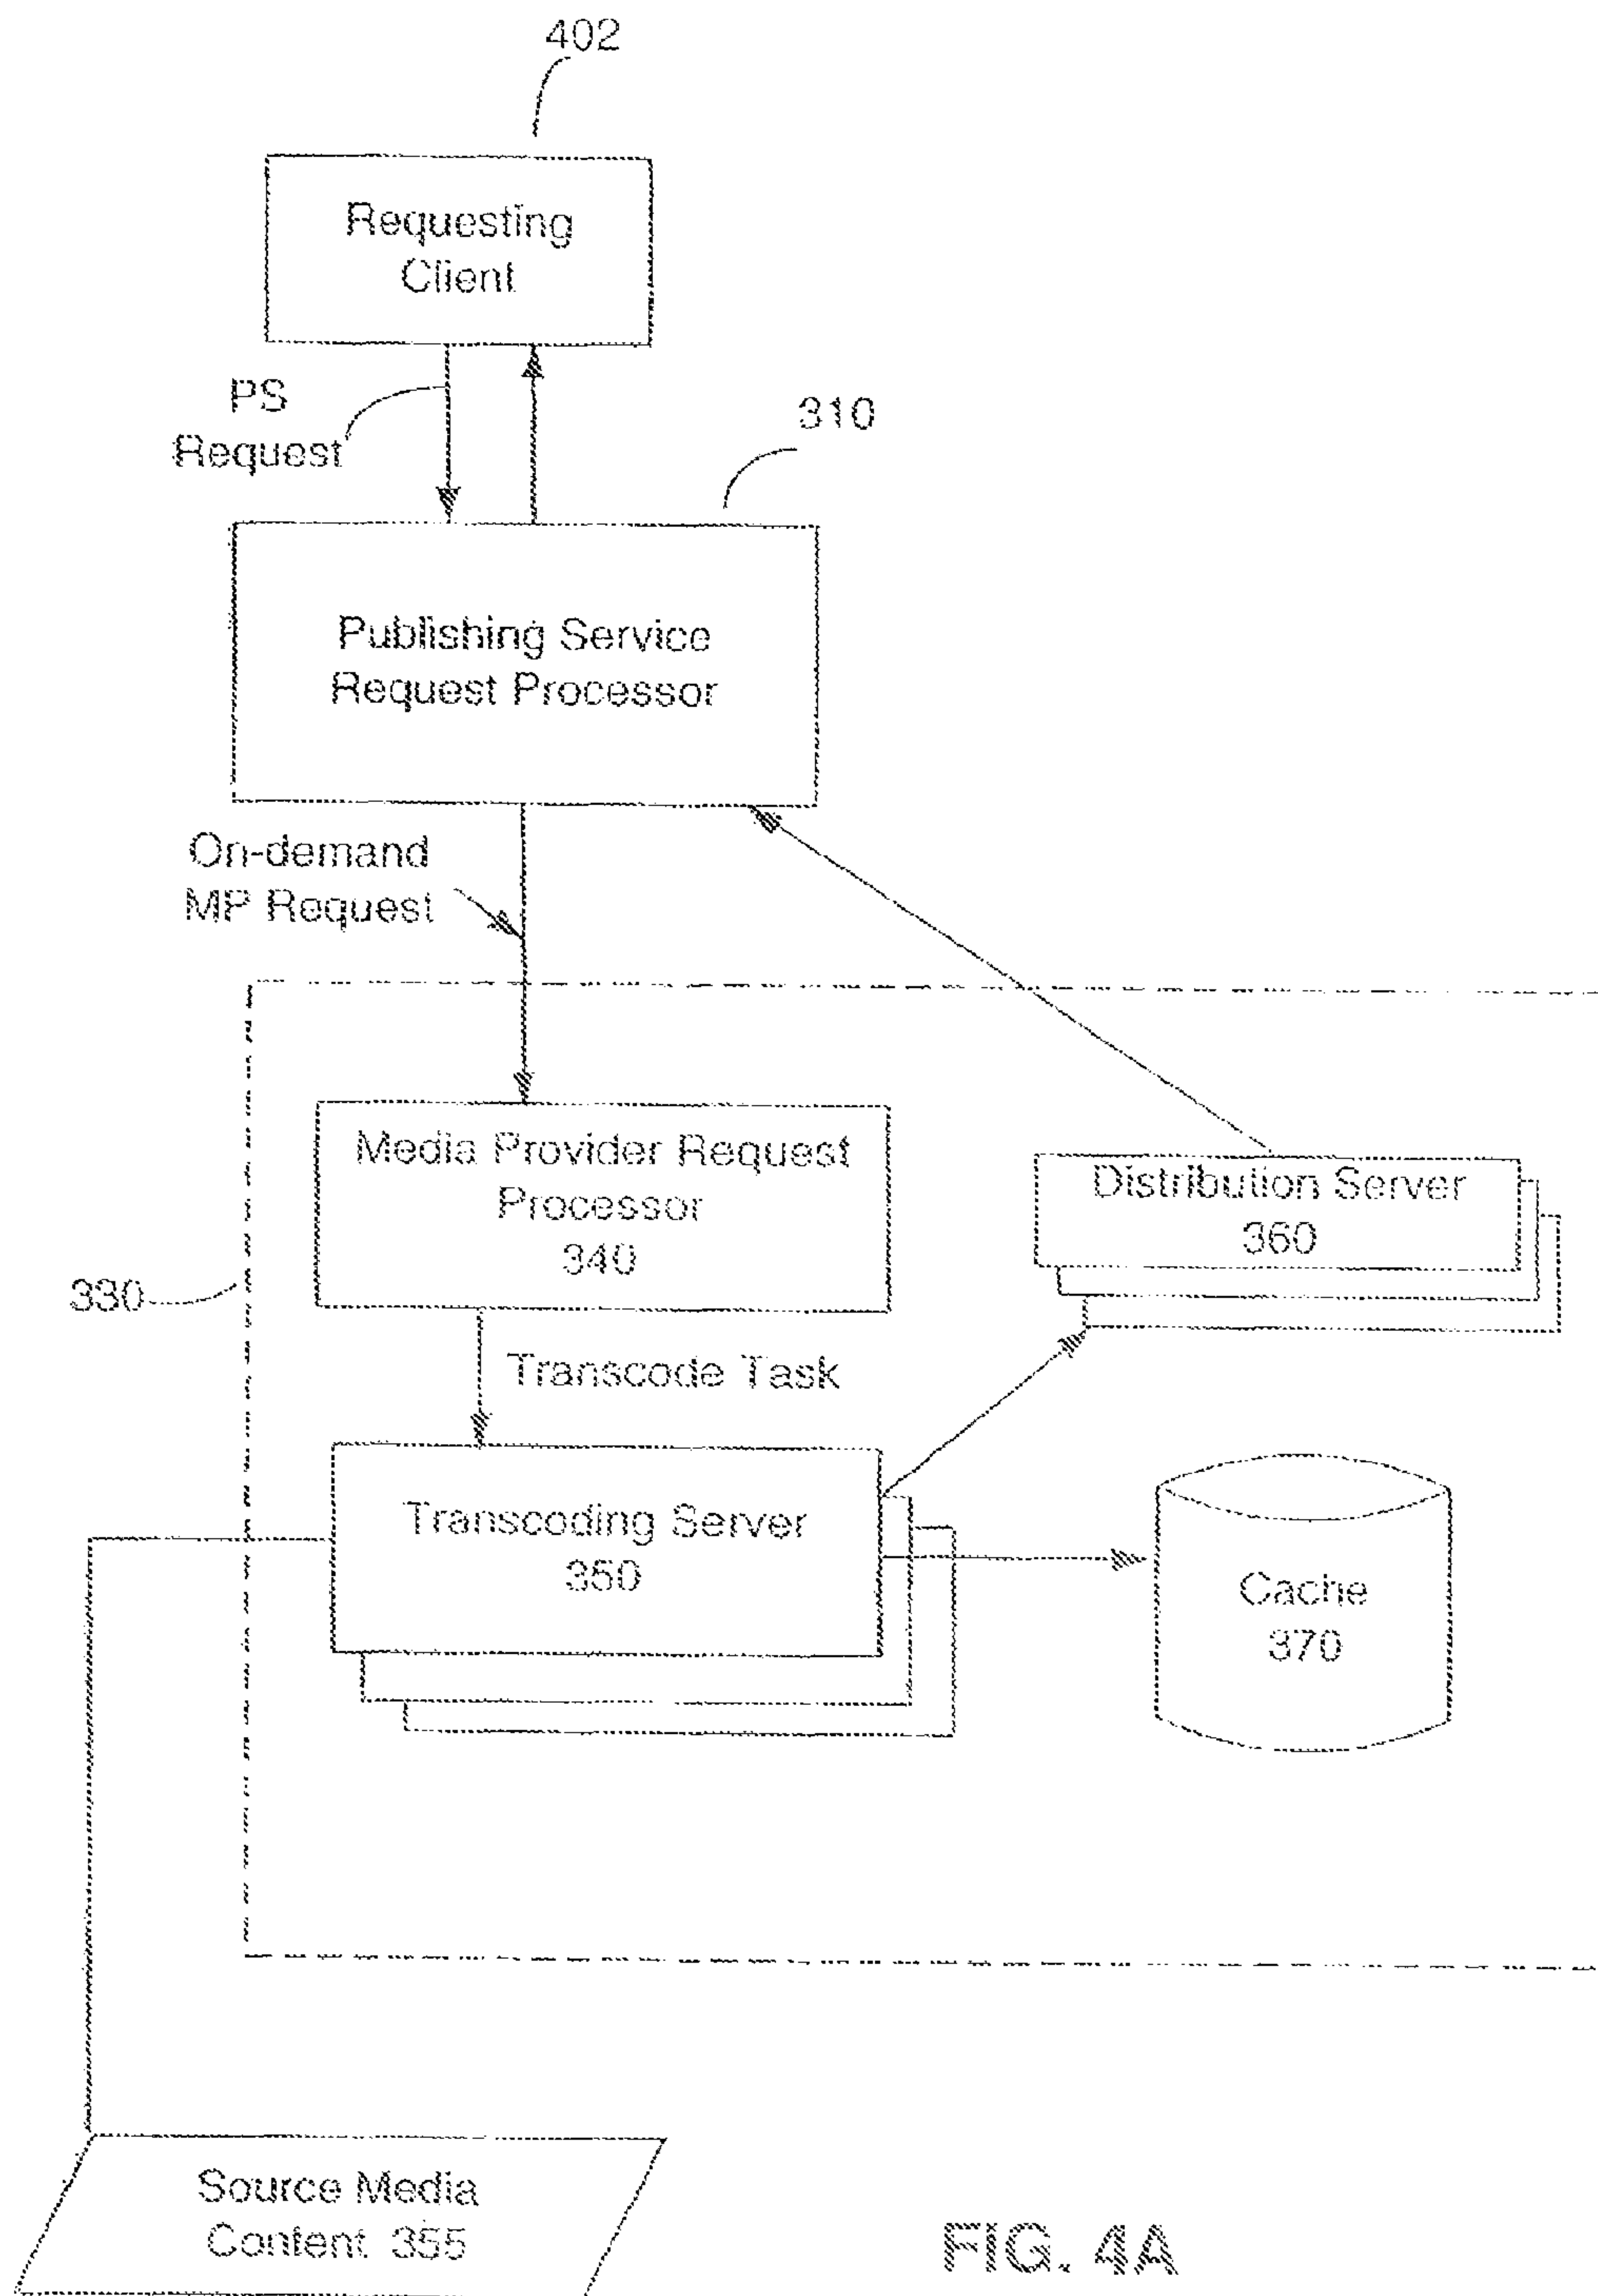 402
Requesting
Client
PS
Request
310
Publishing Service
Request Processor
On-demand
MP Request
Media Provider Request
Processor
340
Distribution Server
360
330
Transcode Task
Transcoding Server
350
Cache
370
Source Media
Content 355
FIG. 4A